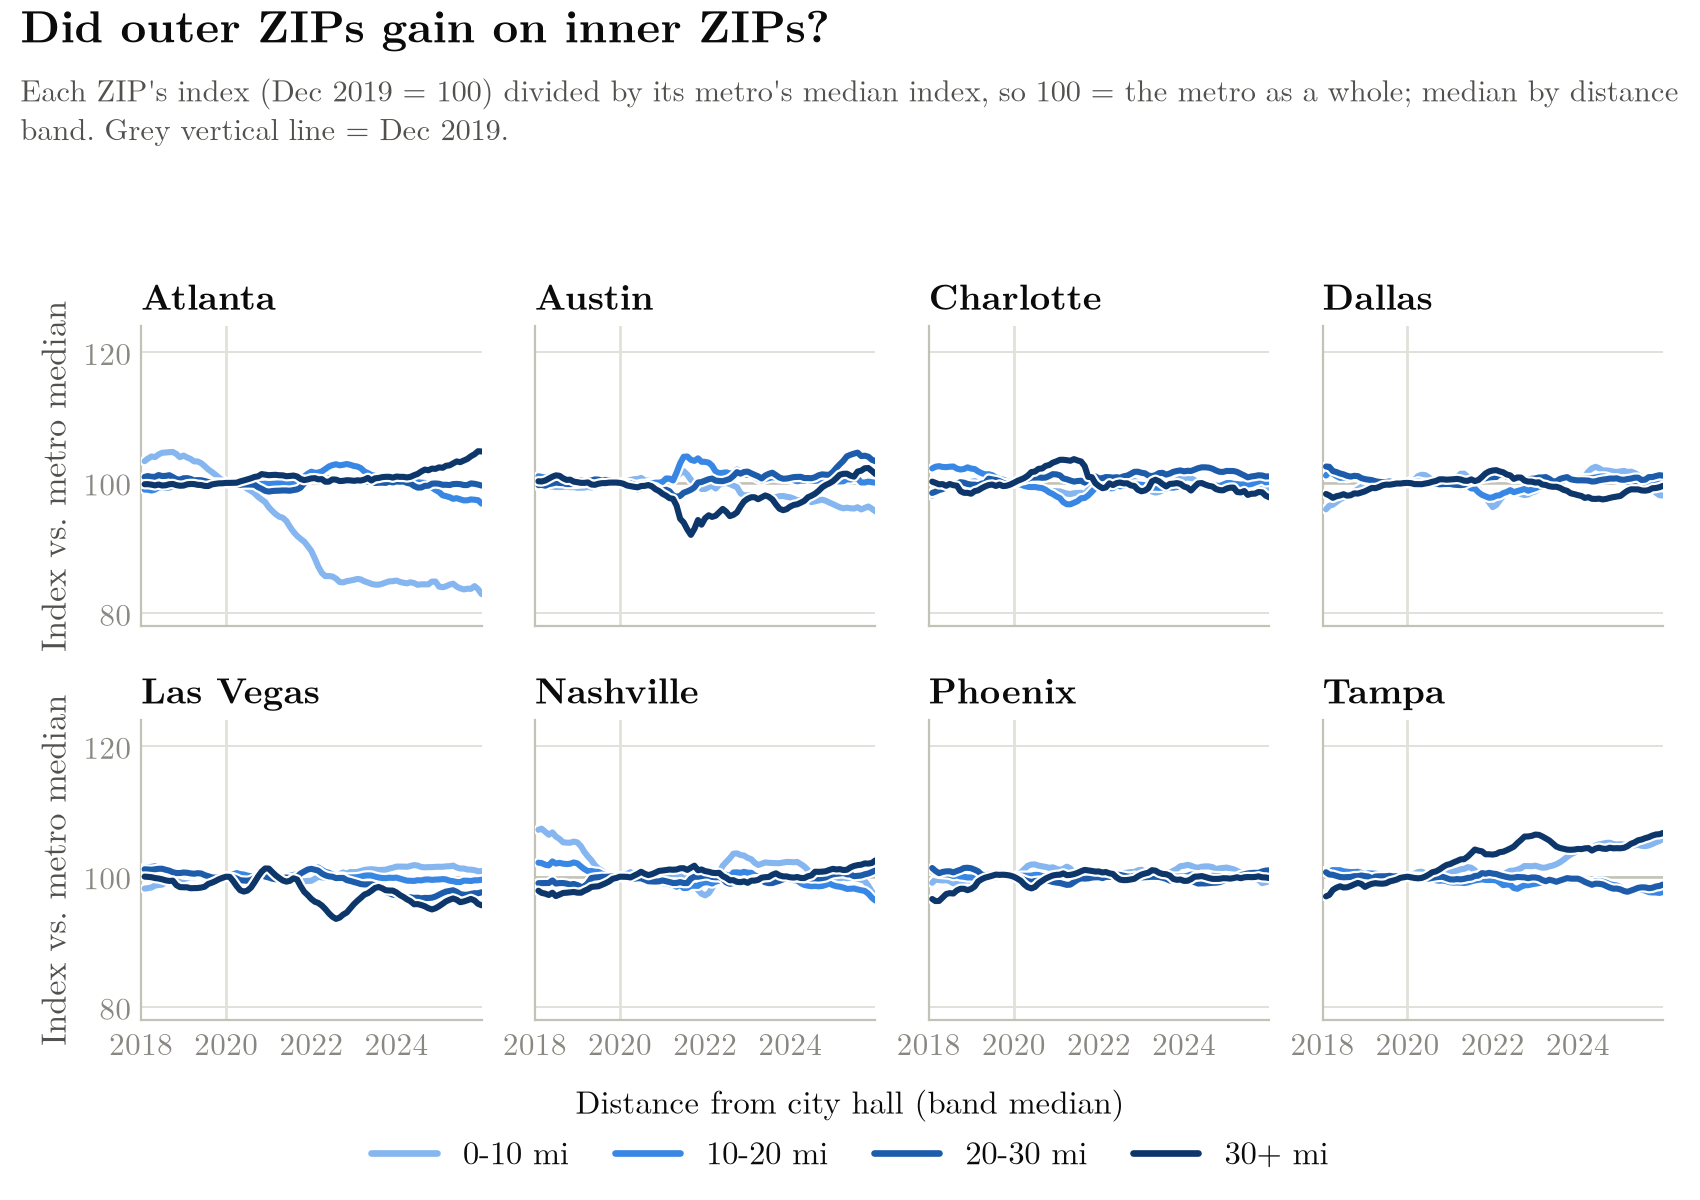 Did outer ZIPs gain on inner ZIPs?
Each ZIP's index (Dec 2019 = 100) divided by its metro's median index, so 100 = the metro as a whole; median by distance
band. Grey vertical line = Dec 2019.
Atlanta
Austin
Charlotte
Dallas
Index vs. metro median
120
100
80
Las Vegas
Nashville
Phoenix
Tampa
Index vs. metro median
120
100
80
2018 2020 2022 2024
2018 2020 2022 2024
2018 2020 2022 2024
2018 2020 2022 2024
Distance from city hall (band median)
0-10 mi 10-20 mi 20-30 mi 30+ mi